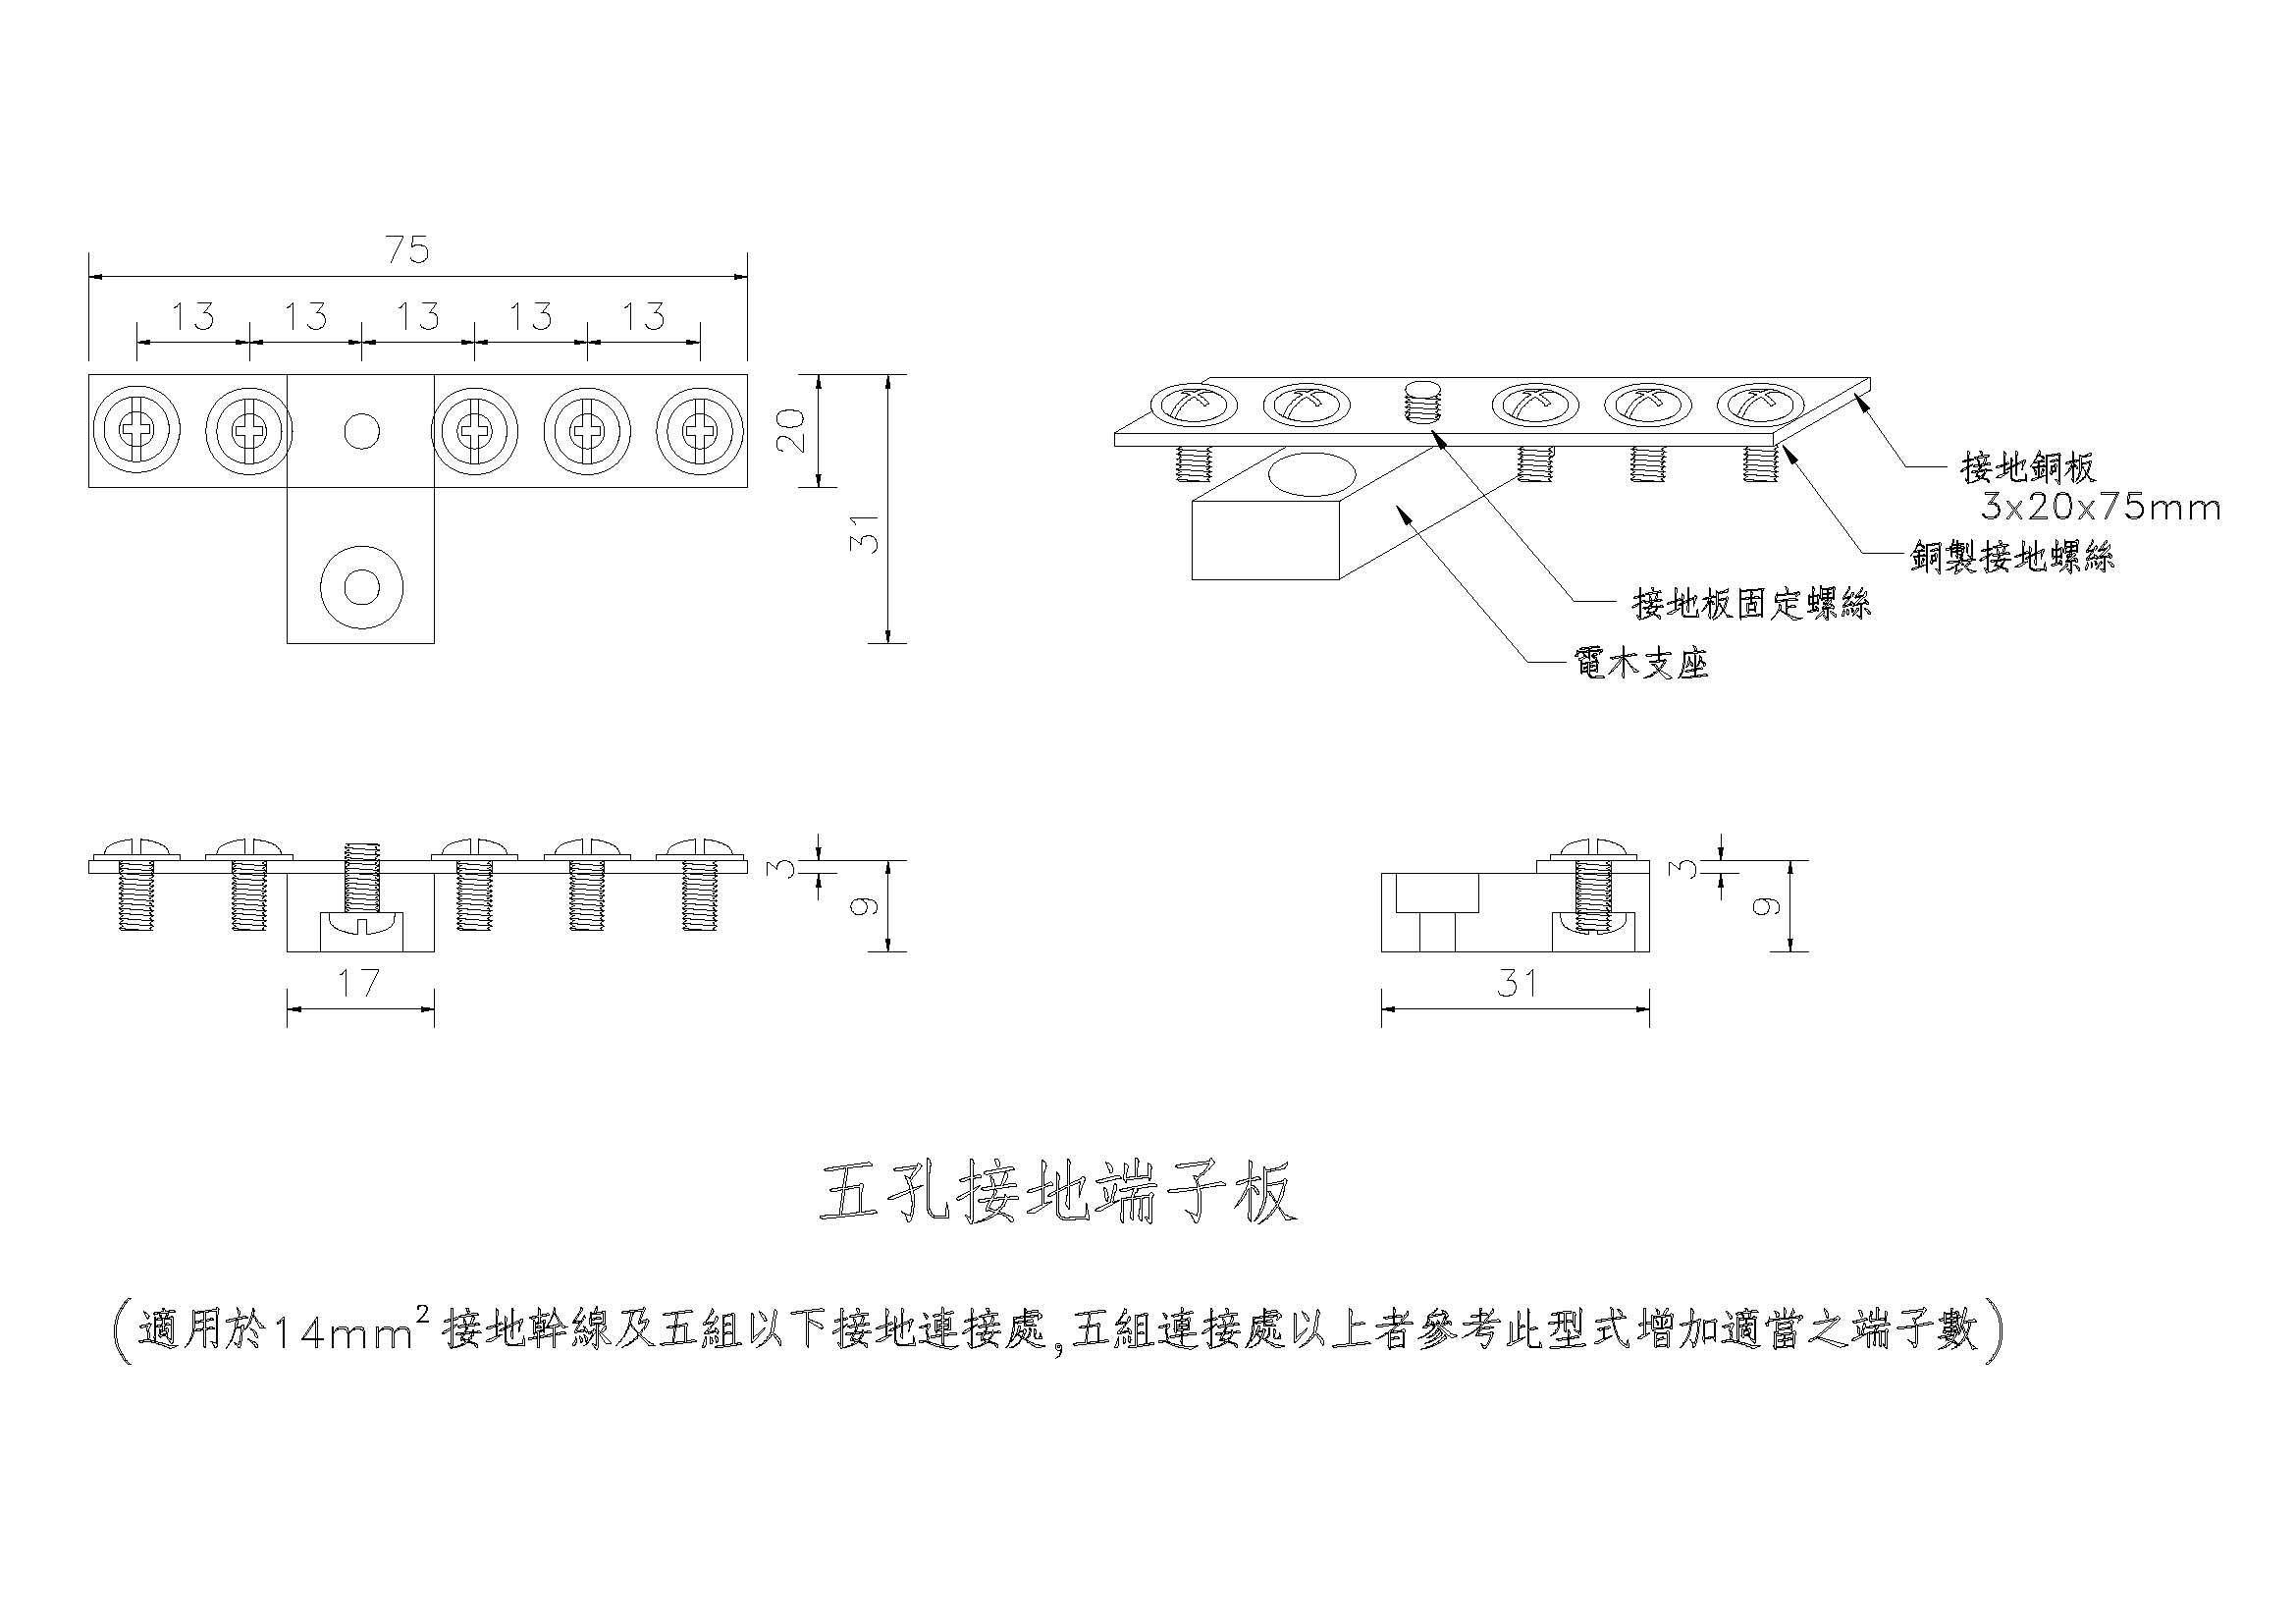 75
13 13 13 13 13
20
31
接地銅板
3x20x75mm
銅製接地螺絲
接地板固定螺絲
電木支座
3
9
17
3
9
31
五孔接地端子板
(適用於14mm²接地幹線及五組以下接地連接處,五組連接處以上者參考此型式增加適當之端子數)